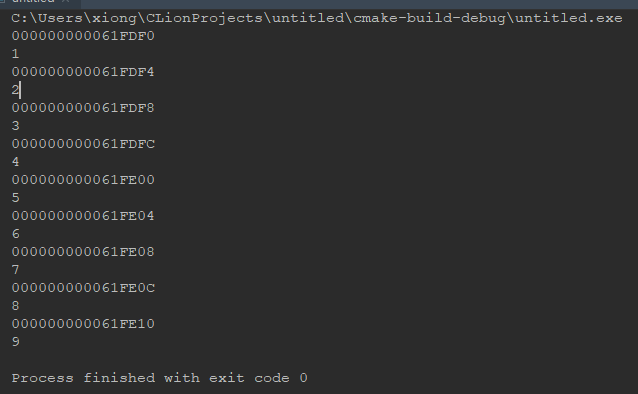 untitled
C:\Users\xiong\CLionProjects\untitled\cmake-build-debug\untitled.exe
000000000061FDF0
1
000000000061FDF4
2
000000000061FDF8
3
000000000061FDFC
4
000000000061FE00
5
000000000061FE04
6
000000000061FE08
7
000000000061FE0C
8
000000000061FE10
9
Process finished with exit code 0